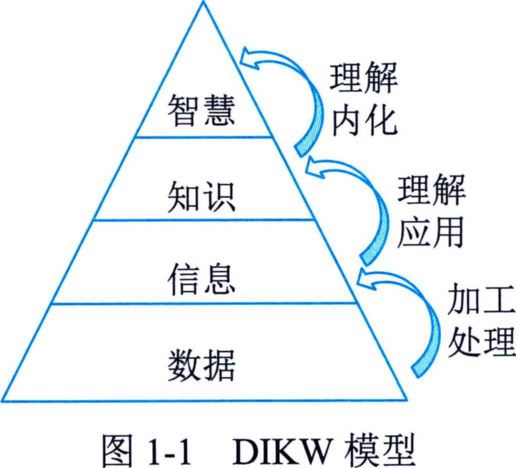 智慧
理解
内化
知识
理解
应用
信息
加工
处理
数据
图 1-1 DIKW 模型